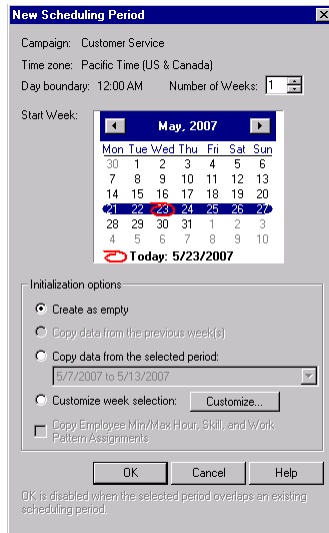 New Scheduling Period
Campaign: Customer Service
Time zone: Pacific Time (US & Canada)
Day boundary: 12:00 AM Number of Weeks: 1
Start Week:
May, 2007
Mon Tue Wed Thu Fri Sat Sun
30 1 2 3 4 5 6
7 8 9 10 11 12 13
14 15 16 17 18 19 20
21 22 23 24 25 26 27
28 29 30 31 1 2 3
4 5 6 7 8 9 10
Today: 5/23/2007
Initialization options
Create as empty
Copy data from the previous week(s)
Copy data from the selected period:
5/7/2007 to 5/13/2007
Customize week selection: Customize...
Copy Employee Min/Max Hour, Skill, and Work
Pattern Assignments
OK Cancel Help
OK is disabled when the selected period overlaps an existing
scheduling period.